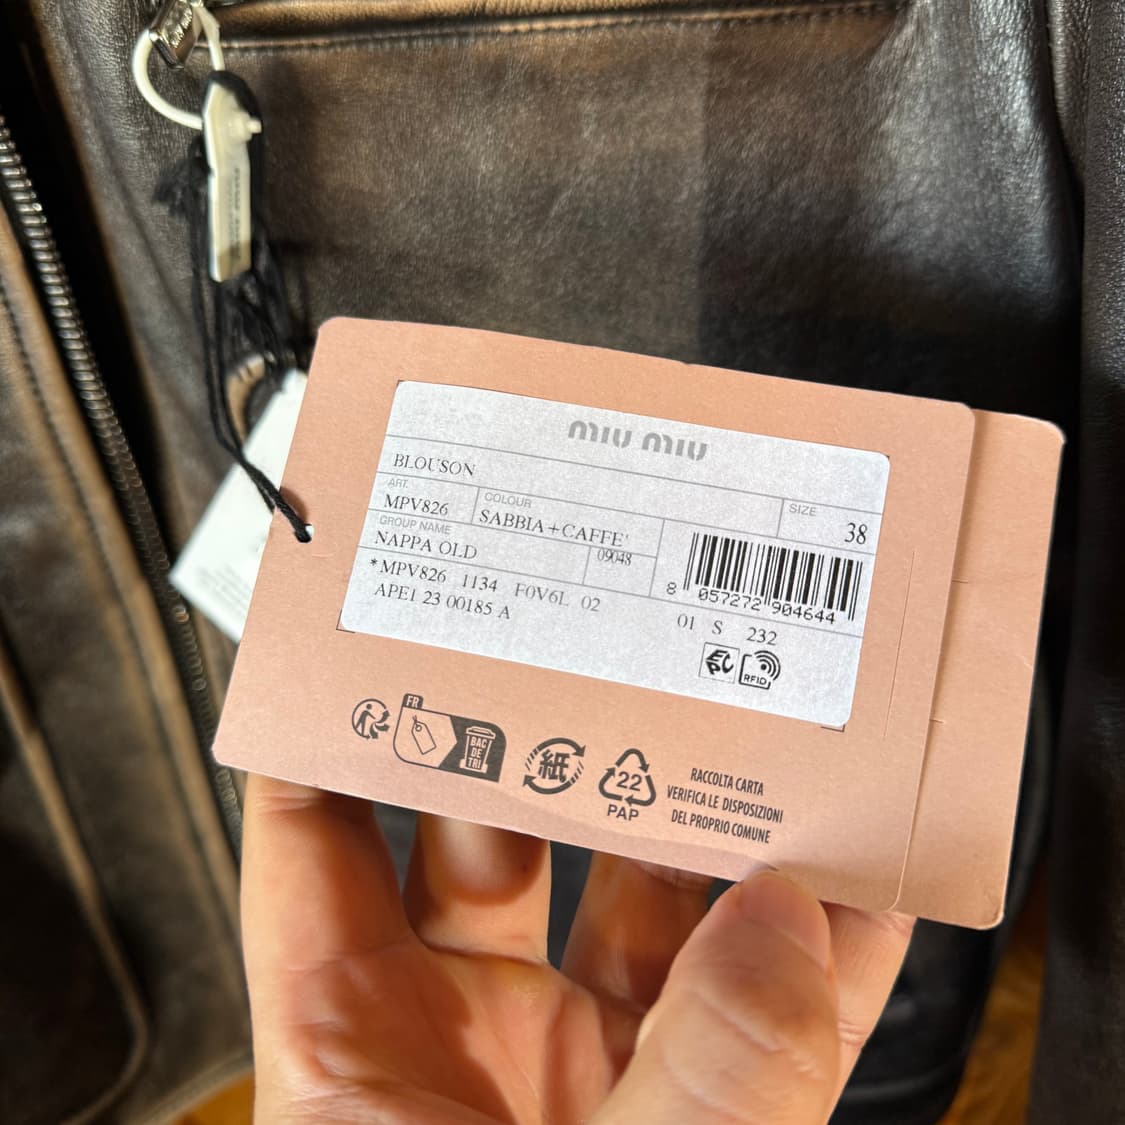 miu miu
BLOUSON
ART.
MPV826
COLOUR
SABBIA+CAFFE'
SIZE
38
GROUP NAME
NAPPA OLD
09048
*MPV826 1134 F0V6L 02
APE1 23 00185 A
8 057272 904644
01 S 232
EPC
RFID
FR
BAC
DE
TRI
紙
22
PAP
RACCOLTA CARTA
VERIFICA LE DISPOSIZIONI
DEL PROPRIO COMUNE